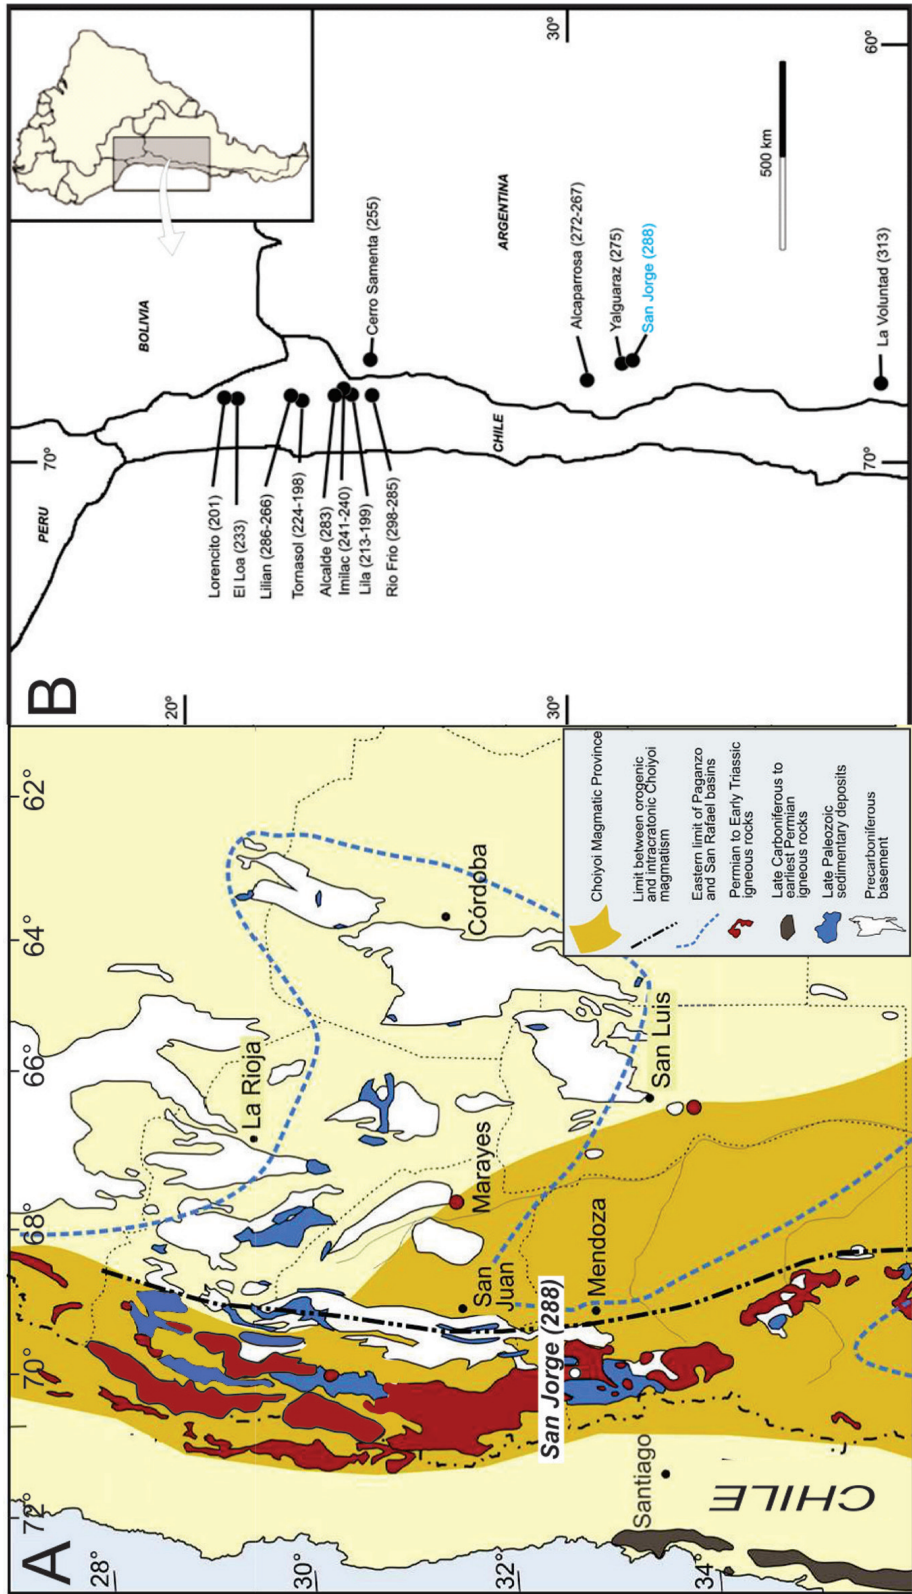 A
72°
70°
68°
66°
64°
62°
28°
30°
32°
34°
La Rioja
Córdoba
Marayes
San
Juan
San Luis
Mendoza
San Jorge (288)
Santiago
CHILE
Choiyoi Magmatic Province
Limit between orogenic
and intracratonic Choiyoi
magmatism
Eastern limit of Paganzo
and San Rafael basins
Permian to Early Triassic
igneous rocks
Late Carboniferous to
earliest Permian
igneous rocks
Late Paleozoic
sedimentary deposits
Precarboniferous
basement
B
70°
20°
30°
30°
70°
60°
PERU
BOLIVIA
CHILE
ARGENTINA
Lorencito (201)
El Loa (233)
Lilian (286-266)
Tornasol (224-198)
Alcalde (283)
Imilac (241-240)
Lila (213-199)
Rio Frio (298-285)
Cerro Samenta (255)
Alcaparrosa (272-267)
Yalguaraz (275)
San Jorge (288)
La Voluntad (313)
500 km